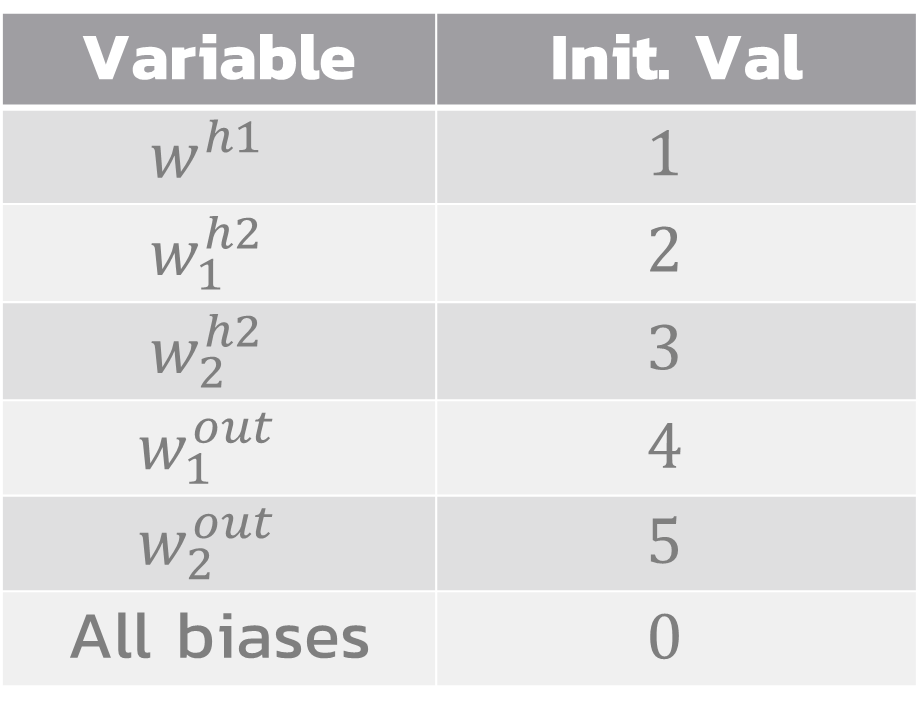 Variable Init. Val
w^{h1} 1
w_1^{h2} 2
w_2^{h2} 3
w_1^{out} 4
w_2^{out} 5
All biases 0